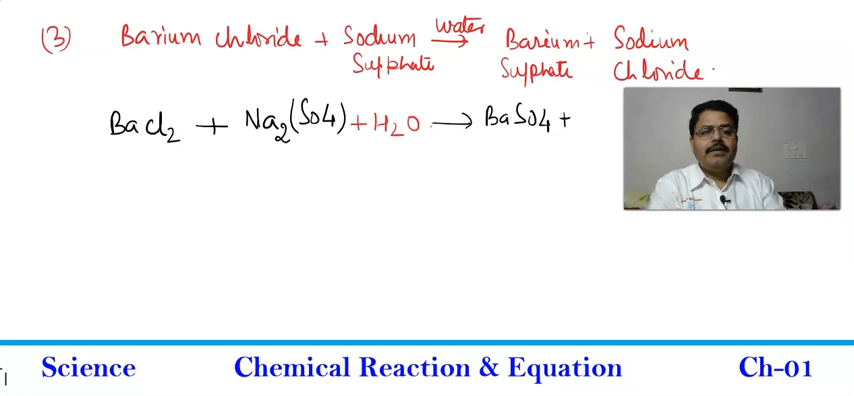 (3) Barium chloride + Sodium water → Barium + Sodium
Sulphate Sulphate Chloride.
BaCl2 + Na2(SO4) + H2O → BaSO4 +
Science Chemical Reaction & Equation Ch-01